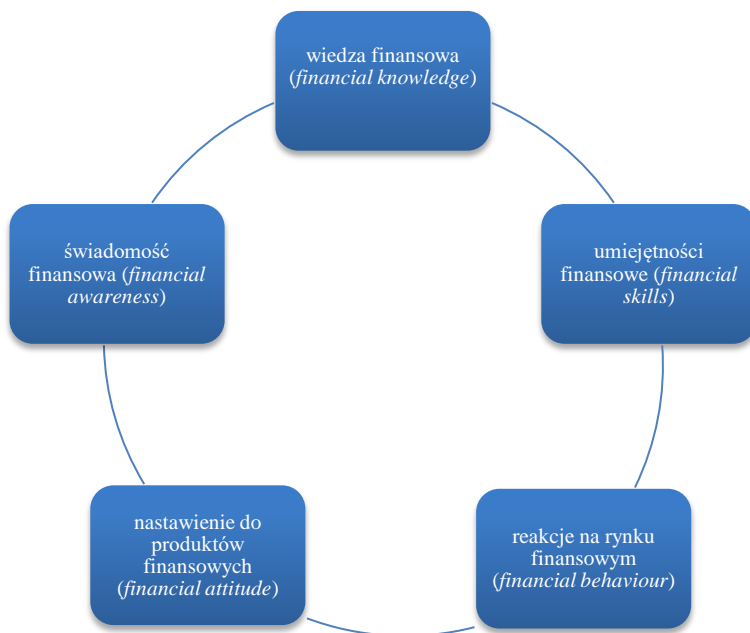 wiedza finansowa
(financial knowledge)
umiejętności
finansowe (financial
skills)
reakcje na rynku
finansowym
(financial behaviour)
nastawienie do
produktów
finansowych
(financial attitude)
świadomość
finansowa (financial
awareness)